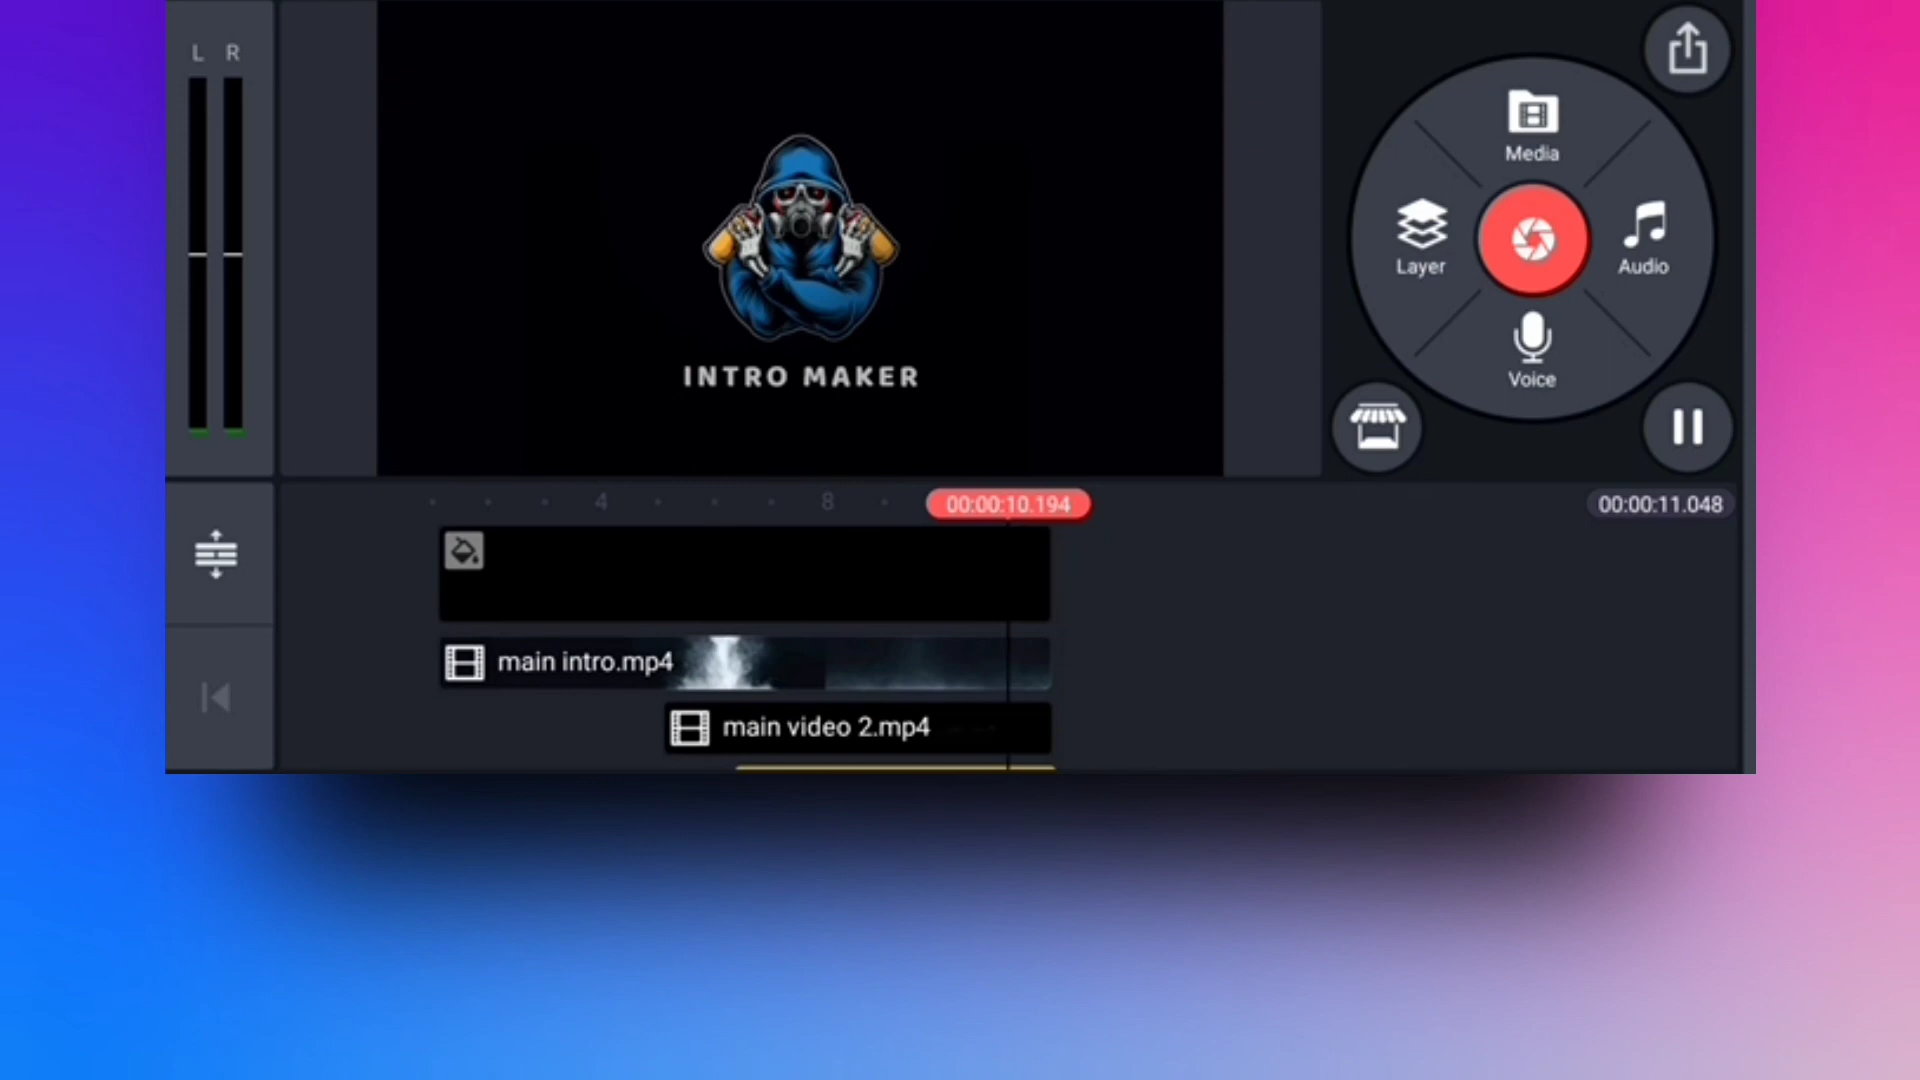 L R
Media
Layer
Audio
INTRO MAKER
Voice
4
8
00:00:10.194
00:00:11.048
main intro.mp4
main video 2.mp4